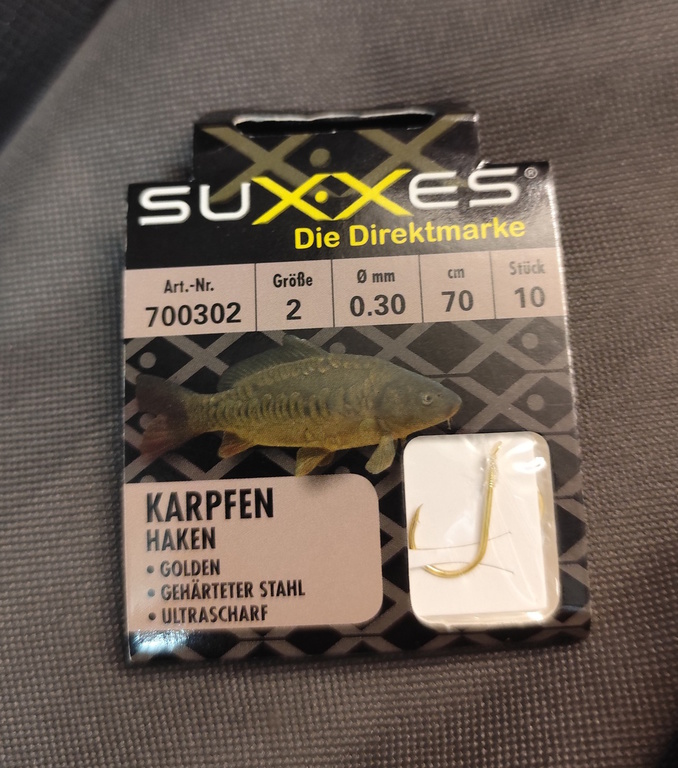 SUXXES®
Die Direktmarke
Art.-Nr. Größe Ø mm cm Stück
700302 2 0.30 70 10
KARPFEN
HAKEN
• GOLDEN
• GEHÄRTETER STAHL
• ULTRASCHARF